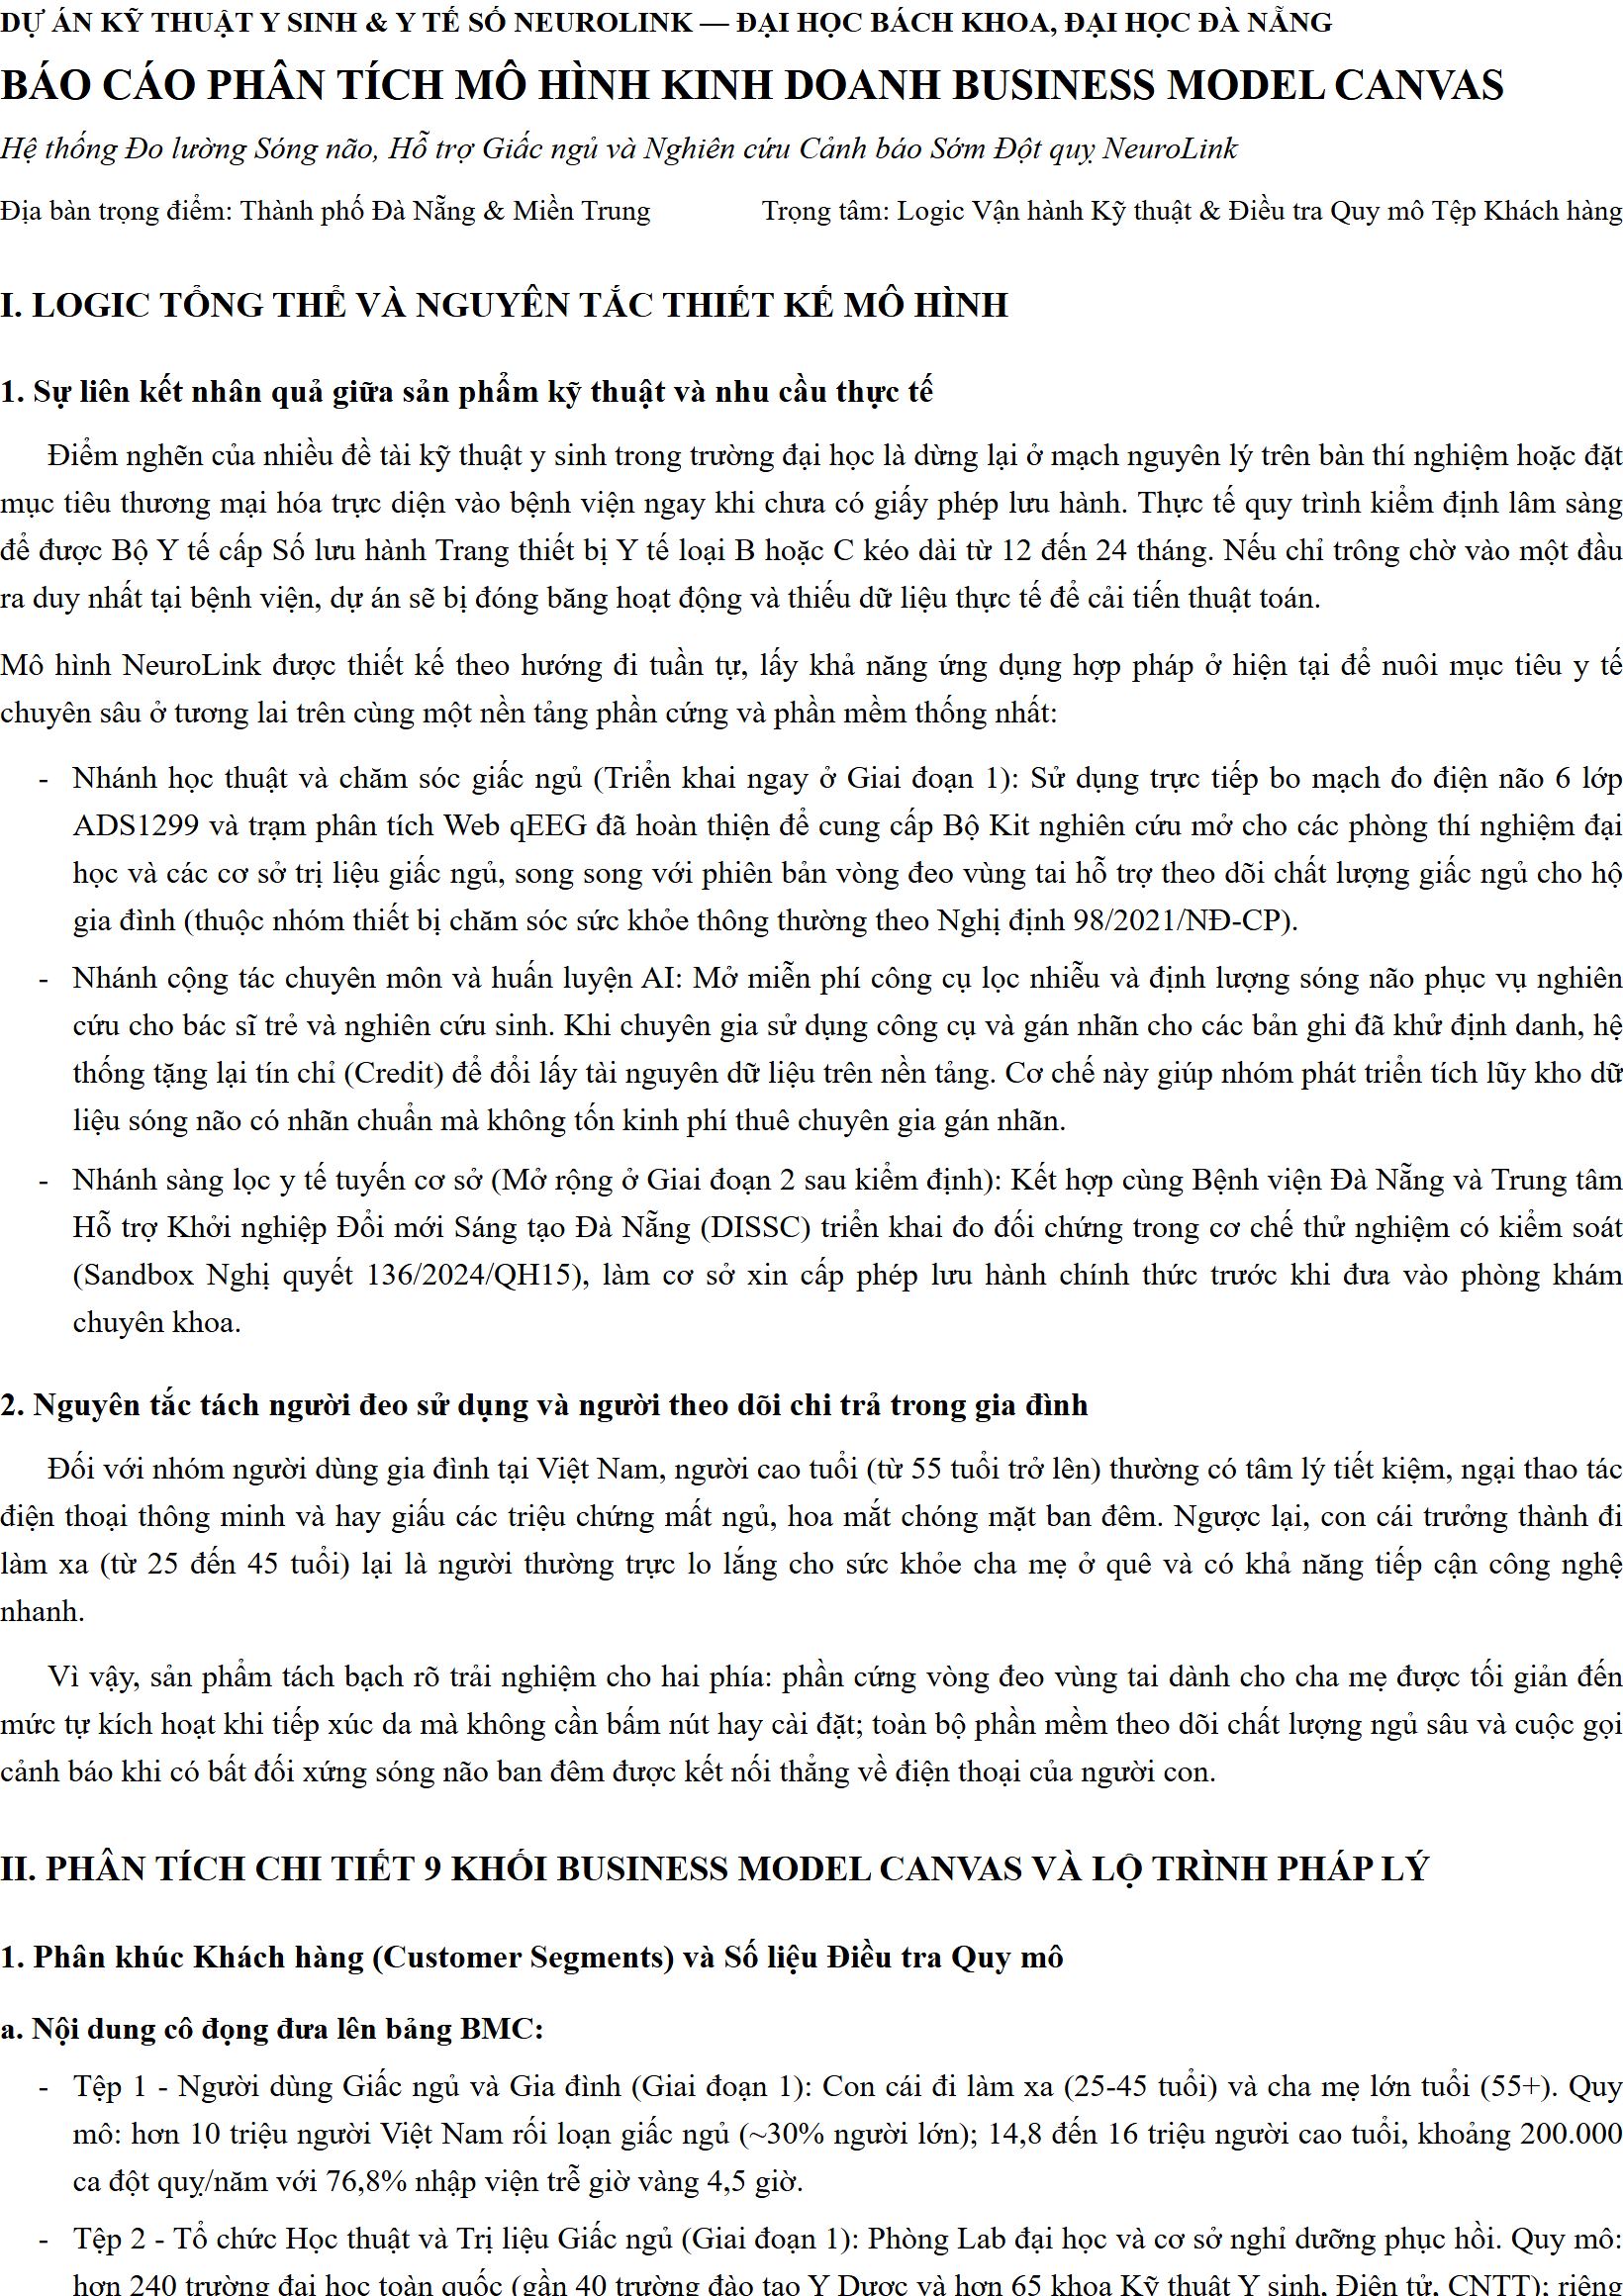 DỰ ÁN KỸ THUẬT Y SINH & Y TẾ SỐ NEUROLINK — ĐẠI HỌC BÁCH KHOA, ĐẠI HỌC ĐÀ NẴNG
BÁO CÁO PHÂN TÍCH MÔ HÌNH KINH DOANH BUSINESS MODEL CANVAS
Hệ thống Đo lường Sóng não, Hỗ trợ Giấc ngủ và Nghiên cứu Cảnh báo Sớm Đột quỵ NeuroLink
Địa bàn trọng điểm: Thành phố Đà Nẵng & Miền Trung Trọng tâm: Logic Vận hành Kỹ thuật & Điều tra Quy mô Tệp Khách hàng
I. LOGIC TỔNG THỂ VÀ NGUYÊN TẮC THIẾT KẾ MÔ HÌNH
1. Sự liên kết nhân quả giữa sản phẩm kỹ thuật và nhu cầu thực tế
Điểm nghẽn của nhiều đề tài kỹ thuật y sinh trong trường đại học là dừng lại ở mạch nguyên lý trên bàn thí nghiệm hoặc đặt
mục tiêu thương mại hóa trực diện vào bệnh viện ngay khi chưa có giấy phép lưu hành. Thực tế quy trình kiểm định lâm sàng
để được Bộ Y tế cấp Số lưu hành Trang thiết bị Y tế loại B hoặc C kéo dài từ 12 đến 24 tháng. Nếu chỉ trông chờ vào một đầu
ra duy nhất tại bệnh viện, dự án sẽ bị đóng băng hoạt động và thiếu dữ liệu thực tế để cải tiến thuật toán.
Mô hình NeuroLink được thiết kế theo hướng đi tuần tự, lấy khả năng ứng dụng hợp pháp ở hiện tại để nuôi mục tiêu y tế
chuyên sâu ở tương lai trên cùng một nền tảng phần cứng và phần mềm thống nhất:
- Nhánh học thuật và chăm sóc giấc ngủ (Triển khai ngay ở Giai đoạn 1): Sử dụng trực tiếp bo mạch đo điện não 6 lớp
ADS1299 và trạm phân tích Web qEEG đã hoàn thiện để cung cấp Bộ Kit nghiên cứu mở cho các phòng thí nghiệm đại
học và các cơ sở trị liệu giấc ngủ, song song với phiên bản vòng đeo vùng tai hỗ trợ theo dõi chất lượng giấc ngủ cho hộ
gia đình (thuộc nhóm thiết bị chăm sóc sức khỏe thông thường theo Nghị định 98/2021/NĐ-CP).
- Nhánh cộng tác chuyên môn và huấn luyện AI: Mở miễn phí công cụ lọc nhiễu và định lượng sóng não phục vụ nghiên
cứu cho bác sĩ trẻ và nghiên cứu sinh. Khi chuyên gia sử dụng công cụ và gán nhãn cho các bản ghi đã khử định danh, hệ
thống tặng lại tín chỉ (Credit) để đổi lấy tài nguyên dữ liệu trên nền tảng. Cơ chế này giúp nhóm phát triển tích lũy kho dữ
liệu sóng não có nhãn chuẩn mà không tốn kinh phí thuê chuyên gia gán nhãn.
- Nhánh sàng lọc y tế tuyến cơ sở (Mở rộng ở Giai đoạn 2 sau kiểm định): Kết hợp cùng Bệnh viện Đà Nẵng và Trung tâm
Hỗ trợ Khởi nghiệp Đổi mới Sáng tạo Đà Nẵng (DISSC) triển khai đo đối chứng trong cơ chế thử nghiệm có kiểm soát
(Sandbox Nghị quyết 136/2024/QH15), làm cơ sở xin cấp phép lưu hành chính thức trước khi đưa vào phòng khám
chuyên khoa.
2. Nguyên tắc tách người đeo sử dụng và người theo dõi chi trả trong gia đình
Đối với nhóm người dùng gia đình tại Việt Nam, người cao tuổi (từ 55 tuổi trở lên) thường có tâm lý tiết kiệm, ngại thao tác
điện thoại thông minh và hay giấu các triệu chứng mất ngủ, hoa mắt chóng mặt ban đêm. Ngược lại, con cái trưởng thành đi
làm xa (từ 25 đến 45 tuổi) lại là người thường trực lo lắng cho sức khỏe cha mẹ ở quê và có khả năng tiếp cận công nghệ
nhanh.
Vì vậy, sản phẩm tách bạch rõ trải nghiệm cho hai phía: phần cứng vòng đeo vùng tai dành cho cha mẹ được tối giản đến
mức tự kích hoạt khi tiếp xúc da mà không cần bấm nút hay cài đặt; toàn bộ phần mềm theo dõi chất lượng ngủ sâu và cuộc gọi
cảnh báo khi có bất đối xứng sóng não ban đêm được kết nối thẳng về điện thoại của người con.
II. PHÂN TÍCH CHI TIẾT 9 KHỐI BUSINESS MODEL CANVAS VÀ LỘ TRÌNH PHÁP LÝ
1. Phân khúc Khách hàng (Customer Segments) và Số liệu Điều tra Quy mô
a. Nội dung cô đọng đưa lên bảng BMC:
- Tệp 1 - Người dùng Giấc ngủ và Gia đình (Giai đoạn 1): Con cái đi làm xa (25-45 tuổi) và cha mẹ lớn tuổi (55+). Quy
mô: hơn 10 triệu người Việt Nam rối loạn giấc ngủ (~30% người lớn); 14,8 đến 16 triệu người cao tuổi, khoảng 200.000
ca đột quỵ/năm với 76,8% nhập viện trễ giờ vàng 4,5 giờ.
- Tệp 2 - Tổ chức Học thuật và Trị liệu Giấc ngủ (Giai đoạn 1): Phòng Lab đại học và cơ sở nghỉ dưỡng phục hồi. Quy mô:
hơn 240 trường đại học toàn quốc (gần 40 trường đào tạo Y Dược và hơn 65 khoa Kỹ thuật Y sinh, Điện tử, CNTT); riêng